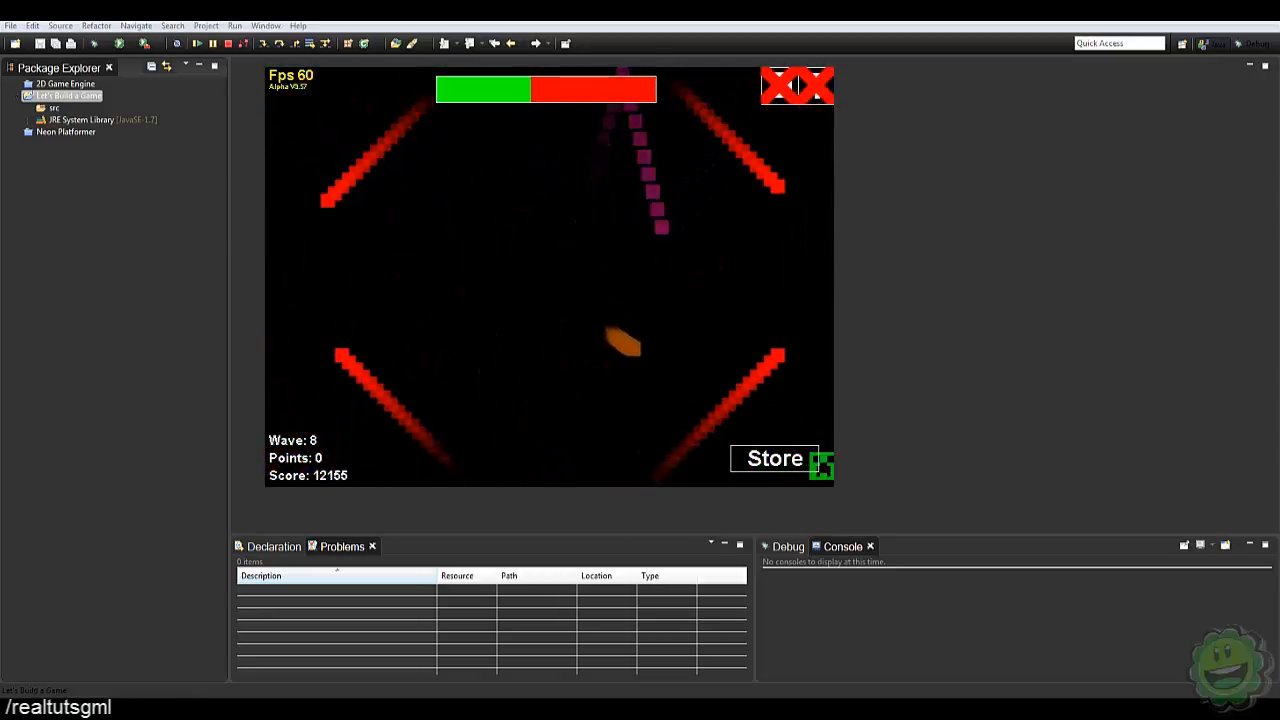 File Edit Source Refactor Navigate Search Project Run Window Help
Quick Access
Debug
Package Explorer
2D Game Engine
Let's Build a Game
src
JRE System Library [JavaSE-1.7]
Neon Platformer
Fps 60
Alpha V3.57
Wave: 8
Points: 0
Score: 12155
Store
Declaration Problems
0 items
Description Resource Path Location Type
Debug Console
No consoles to display at this time.
Let's Build a Game
/realtutsgml